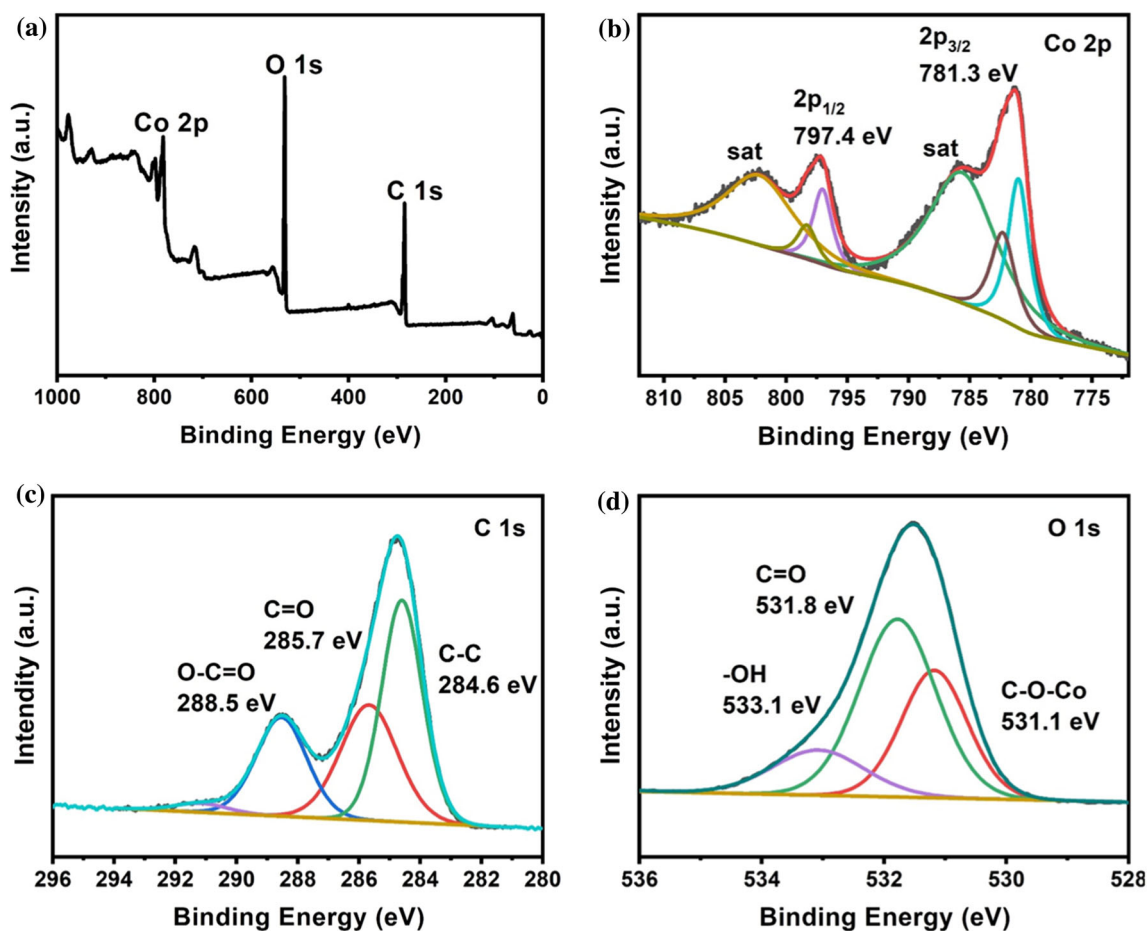 (a)
O 1s
Co 2p
C 1s
Intensity (a.u.)
1000 800 600 400 200 0
Binding Energy (eV)
(b)
2p3/2
781.3 eV
Co 2p
2p1/2
797.4 eV
sat
sat
Intensity (a.u.)
810 805 800 795 790 785 780 775
Binding Energy (eV)
(c)
C 1s
C=O
285.7 eV
C-C
284.6 eV
O-C=O
288.5 eV
Intendity (a.u.)
296 294 292 290 288 286 284 282 280
Binding Energy (eV)
(d)
O 1s
C=O
531.8 eV
-OH
533.1 eV
C-O-Co
531.1 eV
Intensity (a.u.)
536 534 532 530 528
Binding Energy (eV)